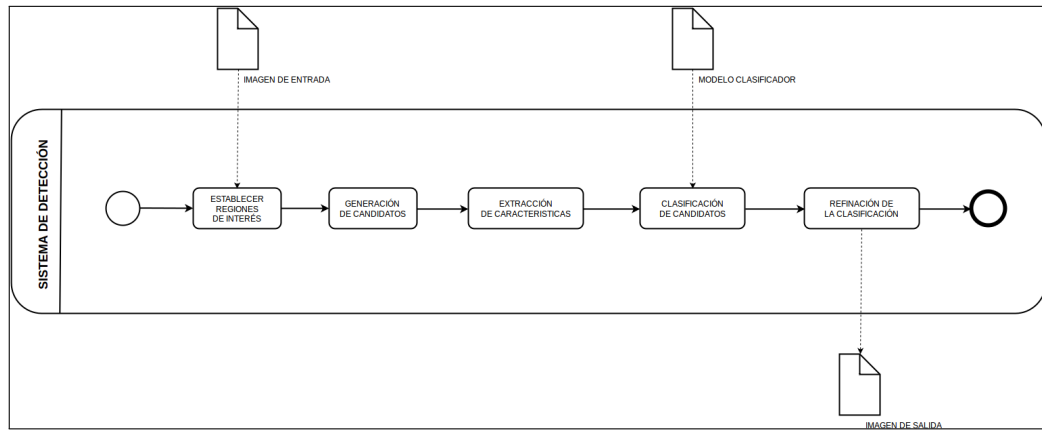 IMAGEN DE ENTRADA
MODELO CLASIFICADOR
SISTEMA DE DETECCIÓN
ESTABLECER
REGIONES
DE INTERÉS
GENERACIÓN
DE CANDIDATOS
EXTRACCIÓN
DE CARACTERISTICAS
CLASIFICACIÓN
DE CANDIDATOS
REFINACIÓN DE
LA CLASIFICACIÓN
IMAGEN DE SALIDA